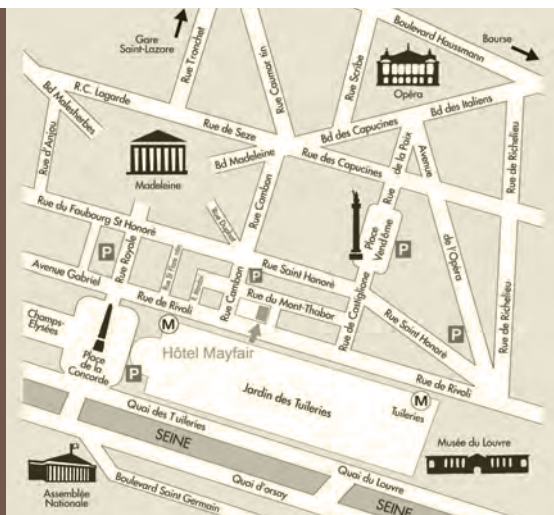 Gare
Saint-Lazare
Rue Tronchet
Rue Caumartin
Rue Scribe
Boulevard Haussmann
Bourse
Opéra
R.C. Lagarde
Bd Malesherbes
Rue d'Anjou
Rue de Seze
Bd des Capucines
Bd des Italiens
Madeleine
Bd Madeleine
Rue des Capucines
Rue de la Paix
Avenue de l'Opéra
Rue de Richelieu
Rue Cambon
Rue Duphot
Rue du Faubourg St Honoré
P
Rue Royale
Place
Vendôme
P
Avenue Gabriel
Rue Saint Honoré
P
Rue de Rivoli
Rue Cambon
Rue du Mont-Thabor
Rue de Castiglione
Rue Saint Honoré
P
Rue de Richelieu
Champs-
Elysées
M
Hôtel Mayfair
Place
de la
Concorde
P
Rue de Rivoli
Jardin des Tuileries
M
Tuileries
Quai des Tuileries
SEINE
Musée du Louvre
Assemblée
Nationale
Boulevard Saint Germain
Quai d'orsay
Quai du Louvre
SEINE